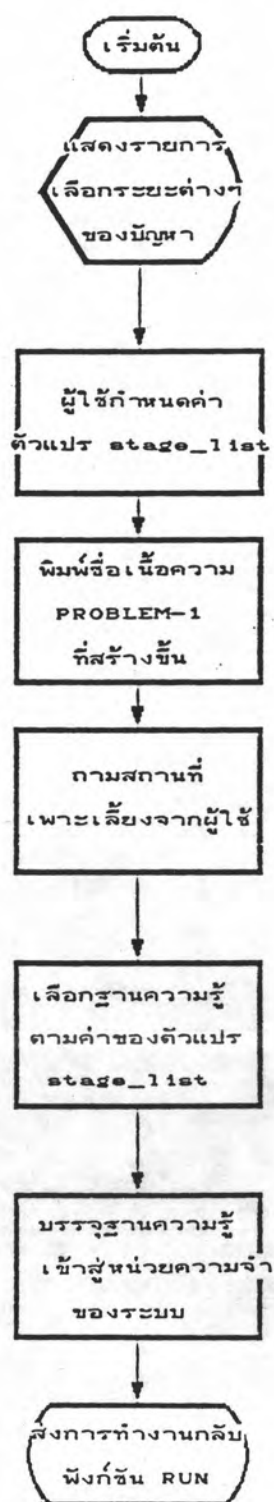 เริ่มต้น
แสดงรายการ
เลือกระยะต่างๆ
ของปัญหา
ผู้ใช้กำหนดค่า
ตัวแปร stage_list
พิมพ์ชื่อเนื้อความ
PROBLEM-1
ที่สร้างขึ้น
ถามสถานที่
เพาะเลี้ยงจากผู้ใช้
เลือกฐานความรู้
ตามค่าของตัวแปร
stage_list
บรรจุฐานความรู้
เข้าสู่หน่วยความจำ
ของระบบ
ส่งการทำงานกลับ
ฟังก์ชัน RUN